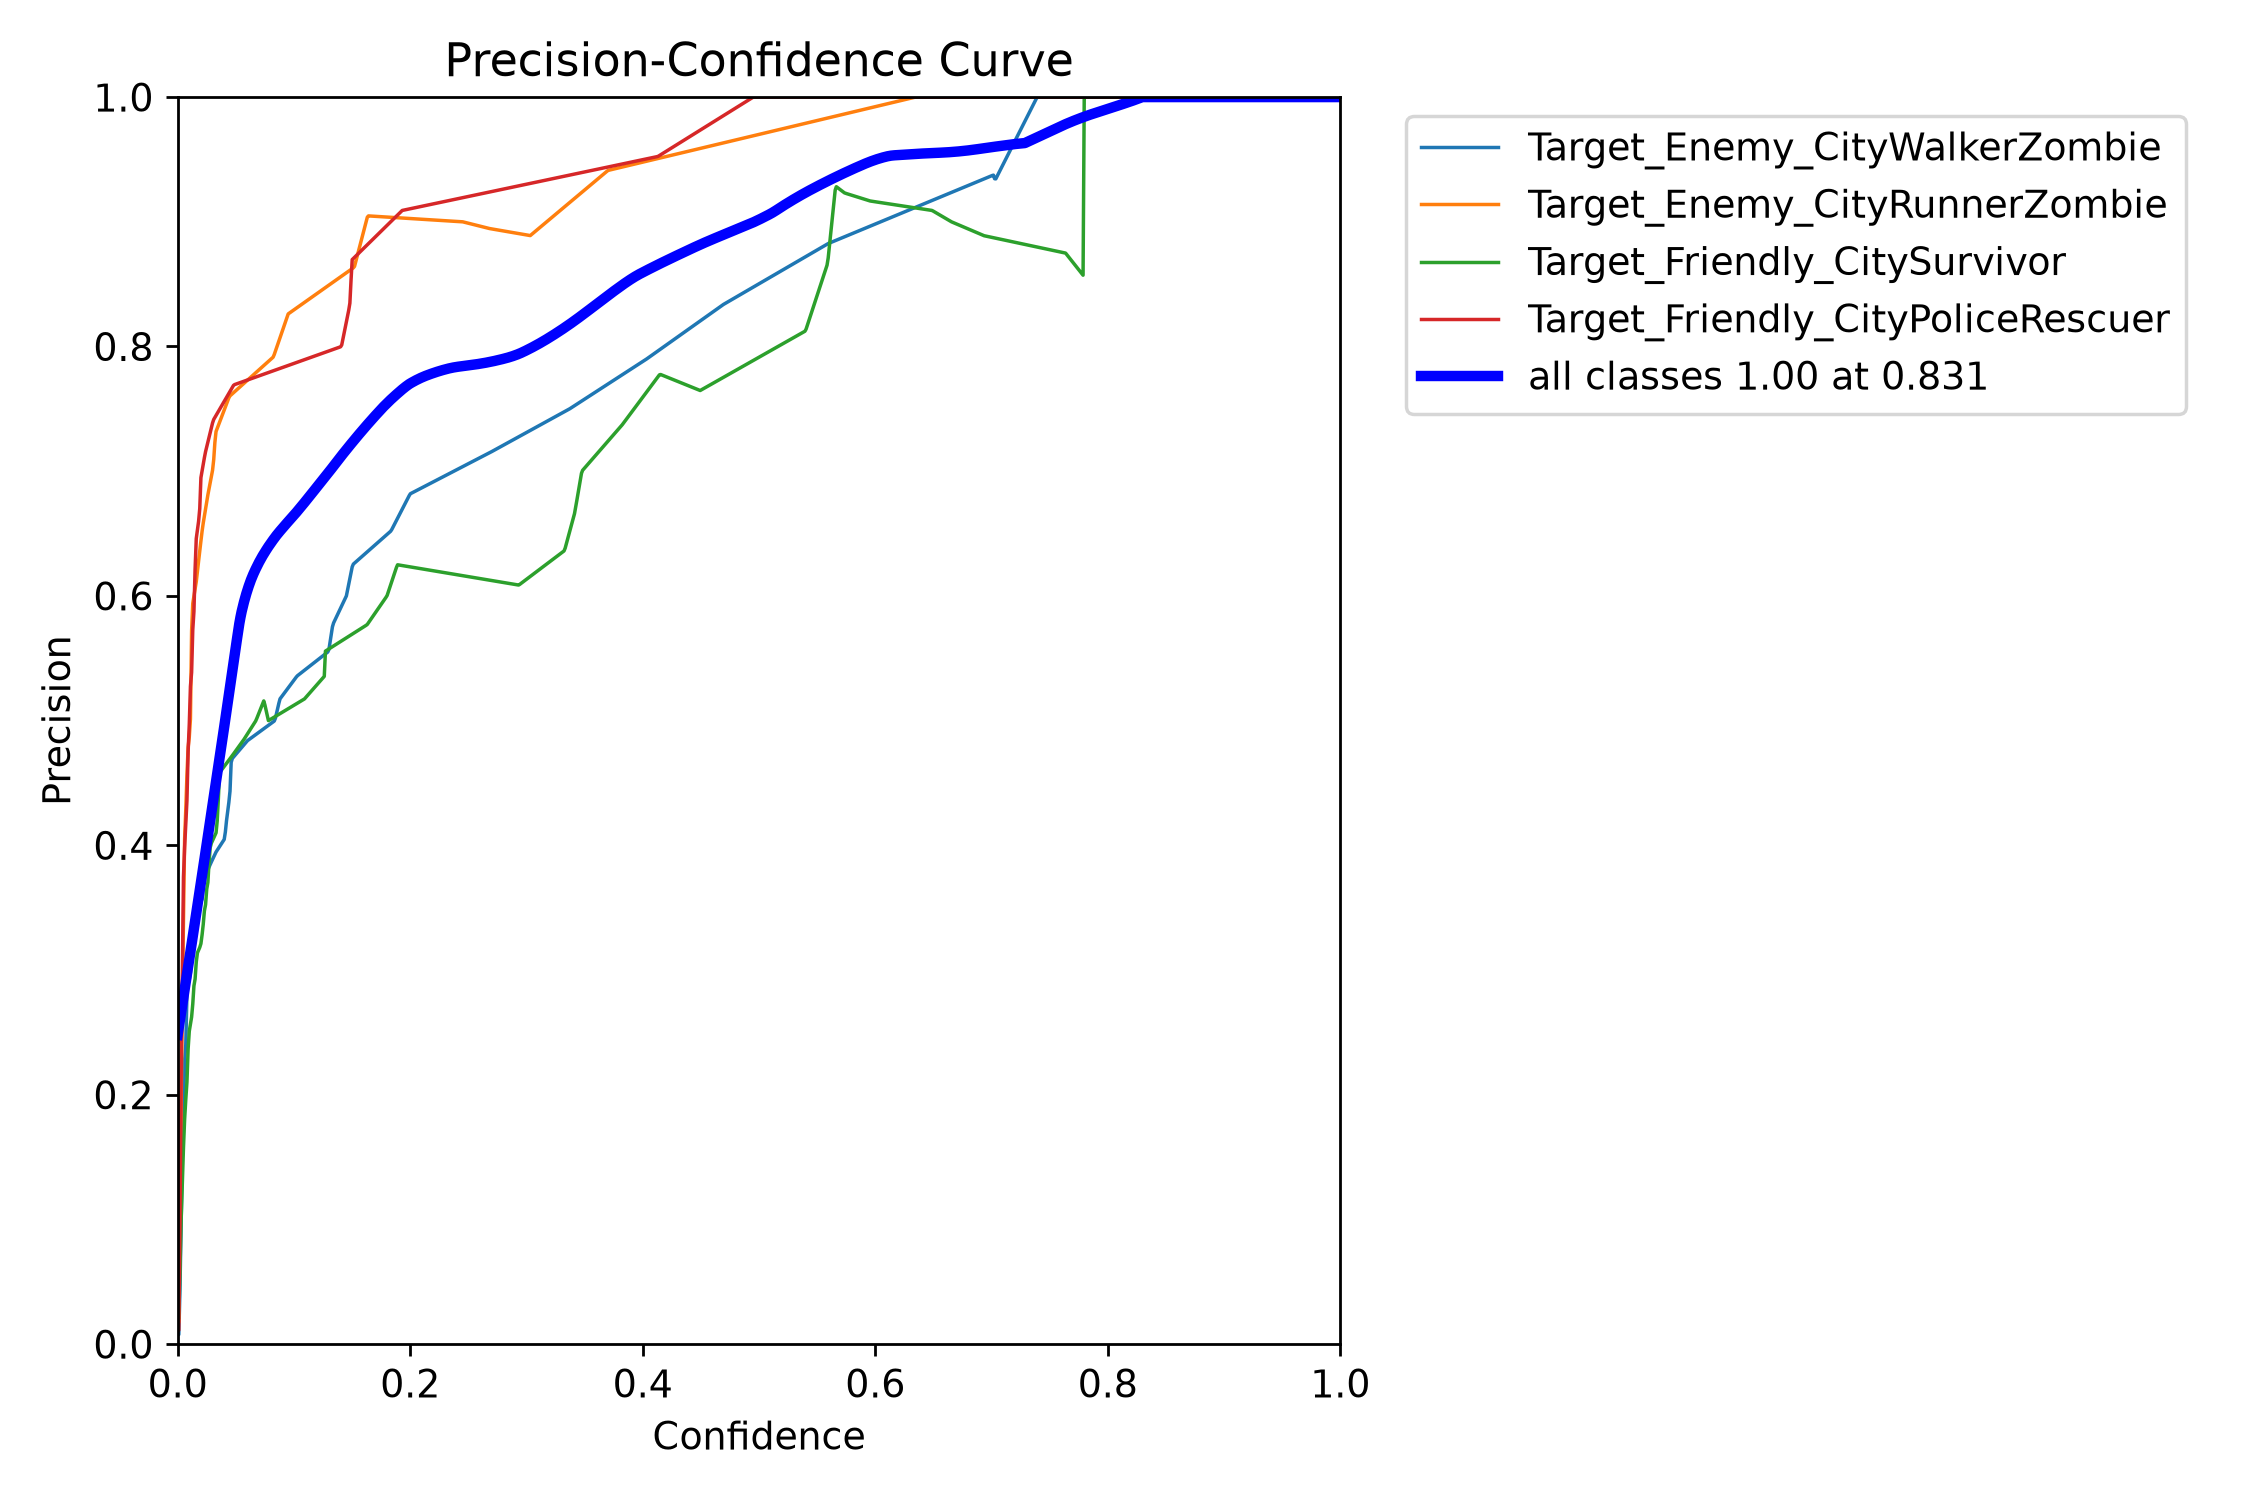 Precision-Confidence Curve
1.0
0.8
0.6
0.4
0.2
0.0
Precision
0.0 0.2 0.4 0.6 0.8 1.0
Confidence
Target_Enemy_CityWalkerZombie
Target_Enemy_CityRunnerZombie
Target_Friendly_CitySurvivor
Target_Friendly_CityPoliceRescuer
all classes 1.00 at 0.831